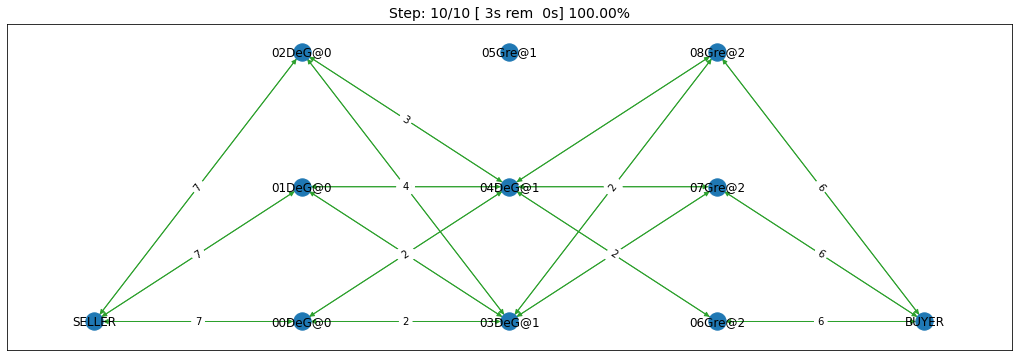 Step: 10/10 [ 3s rem  0s] 100.00%
02DeG@0
05Gre@1
08Gre@2
3
7
01DeG@0
4
04DeG@1
2
07Gre@2
6
7
2
2
6
SELLER
7
00DeG@0
2
03DeG@1
06Gre@2
6
BUYER